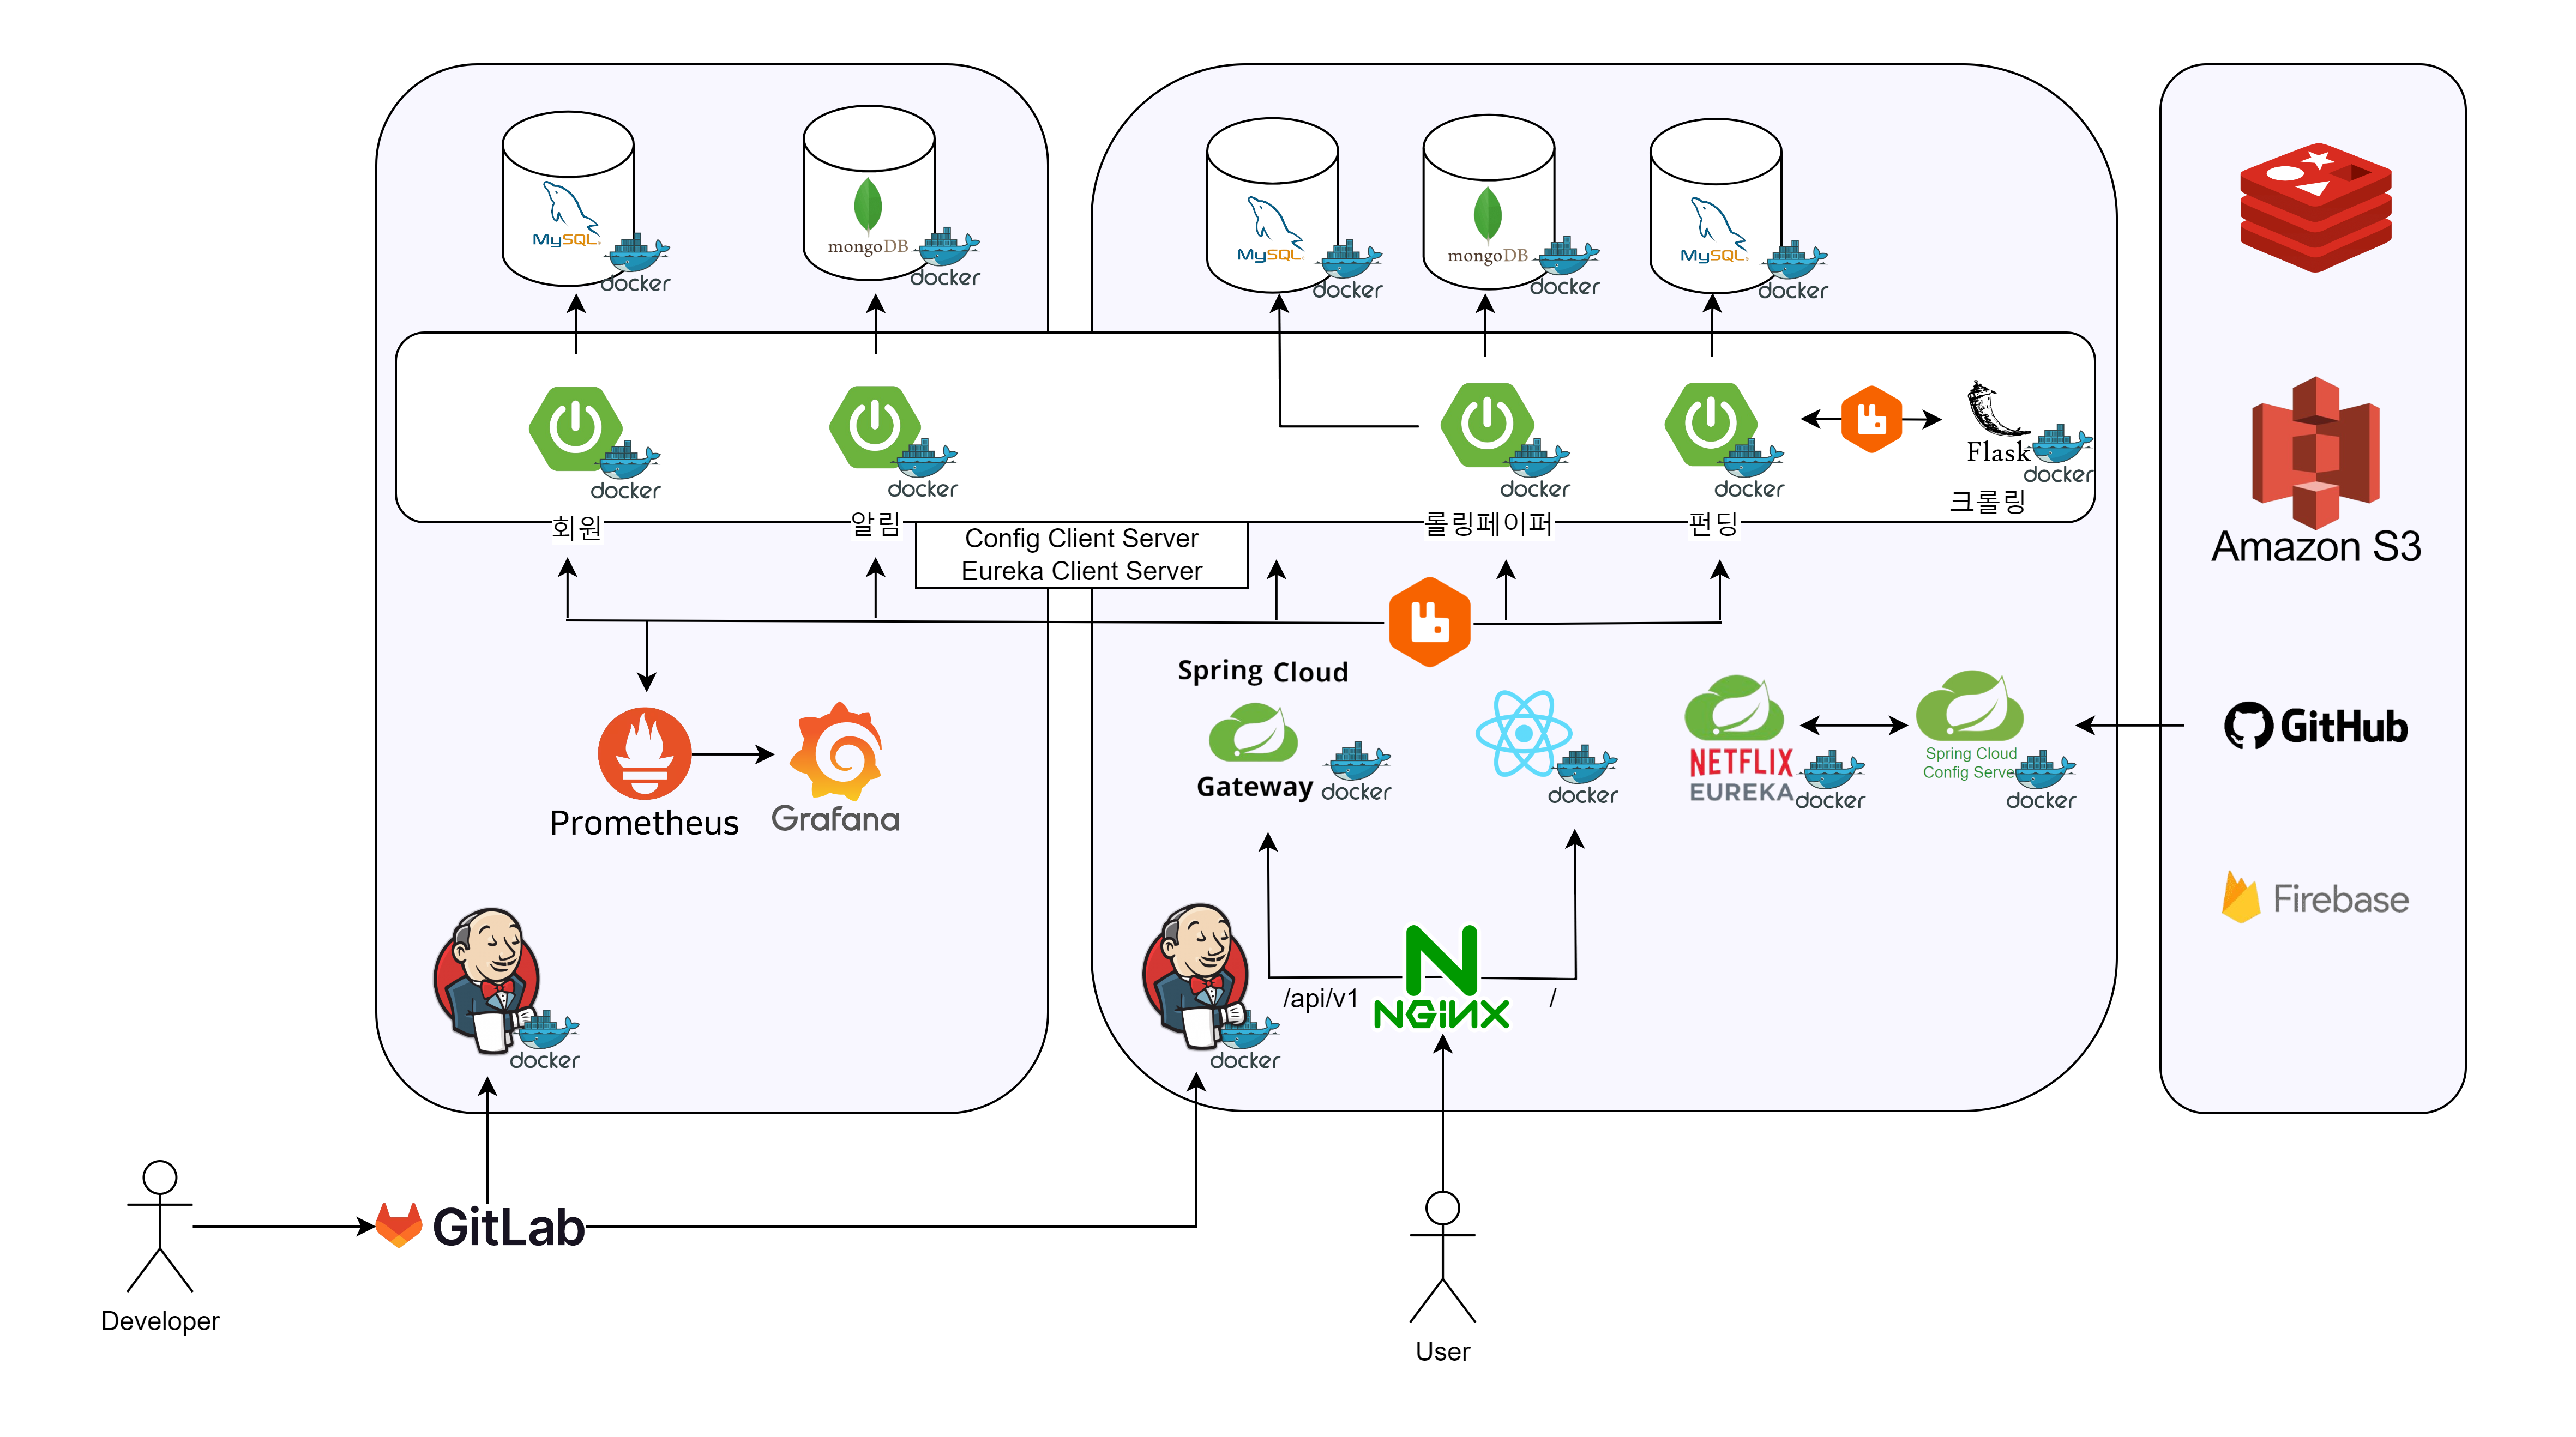 MySQL
docker
mongoDB
docker
MySQL
docker
mongoDB
docker
MySQL
docker
docker
docker
docker
docker
Flask
docker
회원
알림
롤링페이퍼
펀딩
크롤링
Config Client Server
Eureka Client Server
Amazon S3
Spring Cloud
Gateway
docker
docker
NETFLIX
EUREKA
docker
Spring Cloud
Config Server
docker
GitHub
Prometheus
Grafana
Firebase
docker
docker
/api/v1
NGINX
/
GitLab
Developer
User